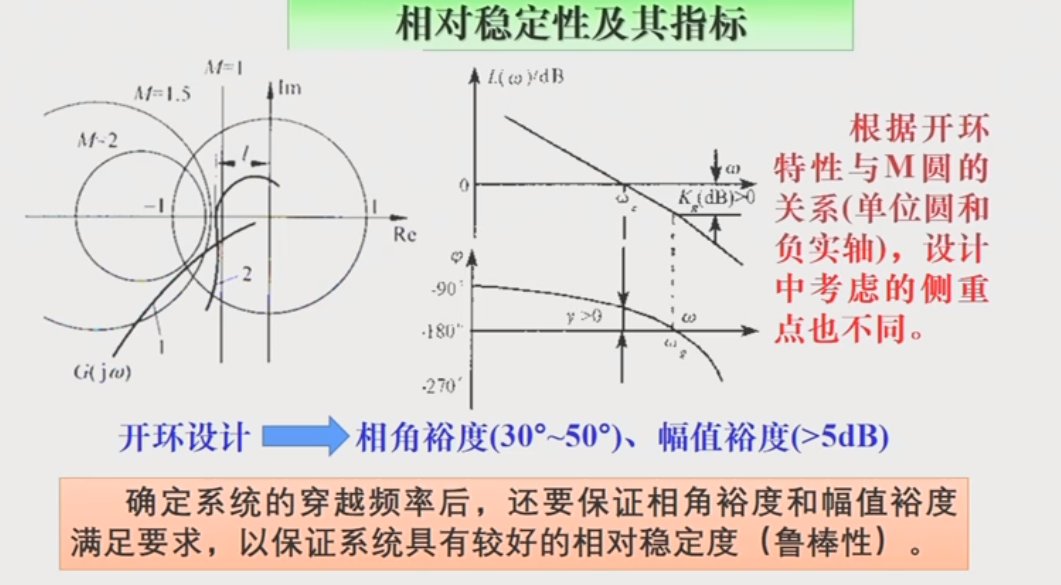 相对稳定性及其指标
M=1
M=1.5
Im
M=2
l
-1
1
Re
2
1
G(jω)
L(ω)/dB
0
ω
ω_c
K_g(dB)>0
φ
-90°
γ>0
ω
-180°
ω_g
-270°
根据开环
特性与M圆的
关系(单位圆和
负实轴)，设计
中考虑的侧重
点也不同。
开环设计
相角裕度(30°~50°)、幅值裕度(>5dB)
确定系统的穿越频率后，还要保证相角裕度和幅值裕度
满足要求，以保证系统具有较好的相对稳定度（鲁棒性）。